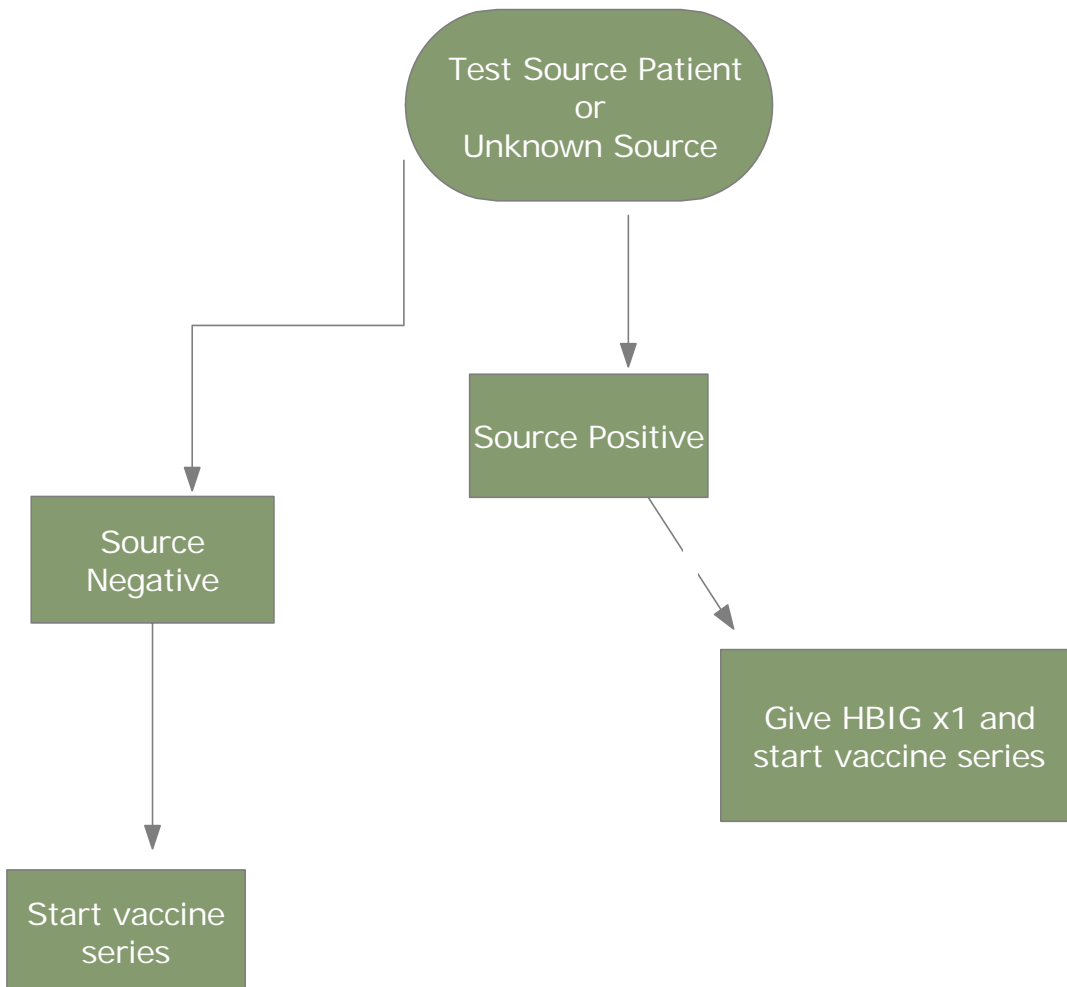 Test Source Patient
or
Unknown Source
Source Positive
Source
Negative
Give HBIG x1 and
start vaccine series
Start vaccine
series